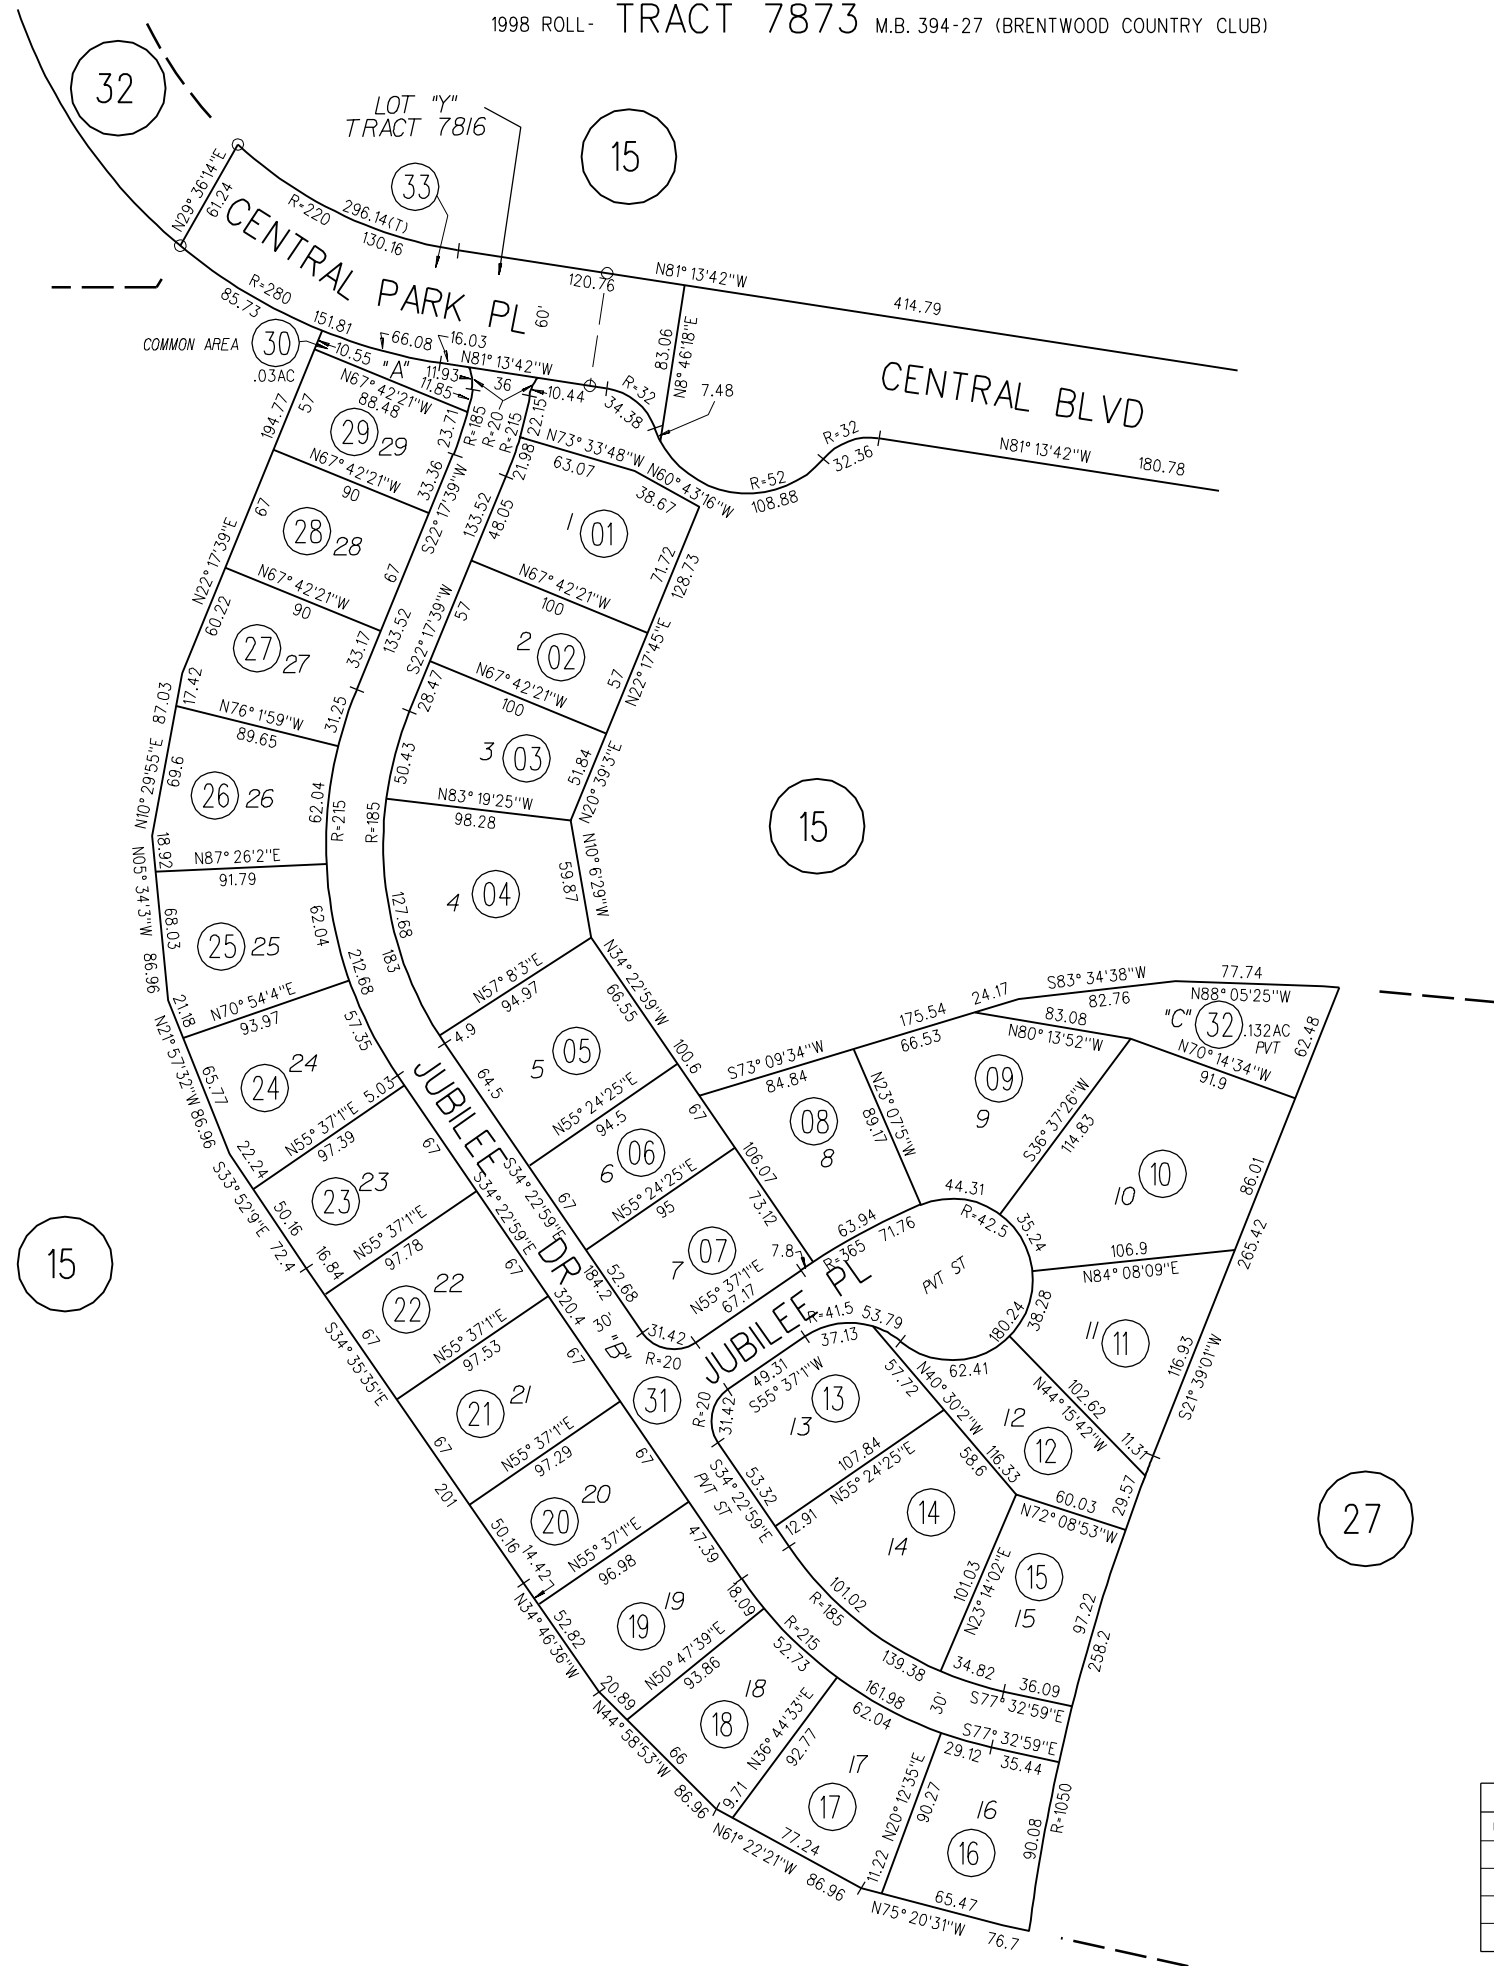 1998 ROLL- TRACT 7873 M.B. 394-27 (BRENTWOOD COUNTRY CLUB)
32
LOT "Y"
TRACT 7816
15
33
N29° 36'14"E
61.24
R=220
296.14(T)
130.16
CENTRAL PARK PL
60'
120.76
N81° 13'42"W
414.79
R=280
85.73
151.81
66.08
16.03
N81° 13'42"W
83.06
N8° 46'18"E
COMMON AREA
30
.03AC
10.55
"A"
11.93
11.85
36
10.44
R=32
34.38
7.48
CENTRAL BLVD
N67° 42'21"W
88.48
R=185
R=20
R=215
22.15
R=32
32.36
N81° 13'42"W
180.78
194.77
57
29
29
23.71
21.98
N73° 33'48"W
63.07
N60° 43'16"W
38.67
R=52
108.88
N67° 42'21"W
90
33.36
S22° 17'39"W
133.52
48.05
1
01
67
28
28
71.72
128.73
N22° 17'39"E
N67° 42'21"W
90
67
N67° 42'21"W
100
60.22
133.52
S22° 17'39"W
57
2
02
27
27
33.17
57
N22° 17'45"E
17.42
N67° 42'21"W
100
28.47
87.03
N76° 1'59"W
89.65
31.25
3
03
50.43
51.84
N20° 39'3"E
N10° 29'55"E
69.6
26
26
62.04
R=215
R=185
N83° 19'25"W
98.28
15
18.92
N87° 26'2"E
91.79
N05° 34'3"W
4
04
59.87
N10° 6'29"W
127.68
68.03
25
25
62.04
86.96
183
212.68
N57° 8'3"E
94.97
N34° 22'59"W
66.55
S83° 34'38"W
82.76
77.74
N88° 05'25"W
21.18
N70° 54'4"E
93.97
57.35
4.9
24.17
175.54
66.53
83.08
N80° 13'52"W
"C"
32
.132AC
PVT
62.48
N21° 57'32"W
65.77
24
24
5
05
100.6
S73° 09'34"W
84.84
N70° 14'34"W
91.9
86.96
JUBILEE DR
64.5
5.03
N55° 24'25"E
94.5
67
N23° 07'5"W
89.17
09
9
S36° 37'26"W
114.83
08
8
N55° 37'1"E
97.39
67
22.24
6
06
106.07
10
10
86.01
S33° 52'9"E
23
23
S34° 22'59"E
S34° 22'59"E
N55° 24'25"E
95
67
73.12
44.31
R=42.5
35.24
50.16
72.4
16.84
N55° 37'1"E
97.78
7
07
7.8
63.94
R=365
71.76
PVT ST
106.9
N84° 08'09"E
265.42
15
22
22
67
52.68
184.2
N55° 37'1"E
67.17
JUBILEE PL
S34° 35'35"E
67
N55° 37'1"E
97.53
320.4
30'
"B"
31.42
R=20
R=41.5
53.79
37.13
180.24
38.28
11
11
116.93
S21° 39'01"W
67
49.31
S55° 37'1"W
57.72
N40° 30'2"W
62.41
N44° 15'42"W
102.62
21
21
31
R=20
31.42
13
13
12
12
11.31
67
N55° 37'1"E
97.29
67
107.84
N55° 24'25"E
58.6
116.33
29.57
201
20
20
PVT ST
53.32
S34° 22'59"E
12.91
14
14
60.03
N72° 08'53"W
27
50.16
14.42
N55° 37'1"E
96.98
47.39
15
15
101.03
N23° 14'02"E
97.22
258.2
N34° 46'36"W
52.82
19
19
18.09
R=215
52.73
R=185
101.02
139.38
34.82
36.09
S77° 32'59"E
20.89
N50° 47'39"E
93.86
18
18
161.98
62.04
30'
S77° 32'59"E
29.12
35.44
N44° 58'53"W
66
N36° 44'33"E
92.77
R=1050
86.96
9.71
17
17
N20° 12'35"E
90.27
16
16
90.08
N61° 22'21"W
77.24
86.96
11.22
65.47
N75° 20'31"W
76.7